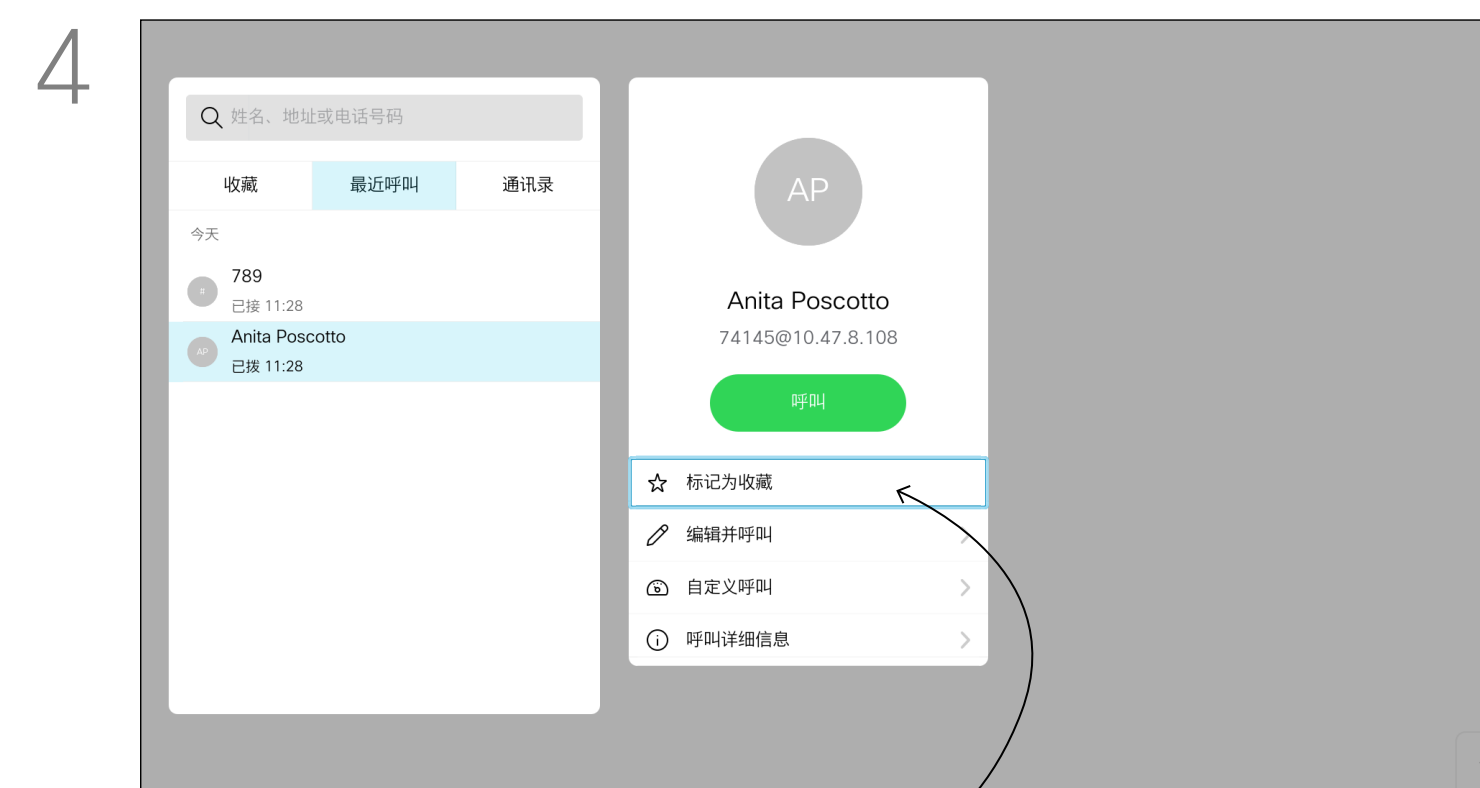 4
姓名、地址或电话号码
收藏 最近呼叫 通讯录
今天
#
789
已接 11:28
AP
Anita Poscotto
已拨 11:28
AP
Anita Poscotto
74145@10.47.8.108
呼叫
标记为收藏
编辑并呼叫
自定义呼叫
呼叫详细信息